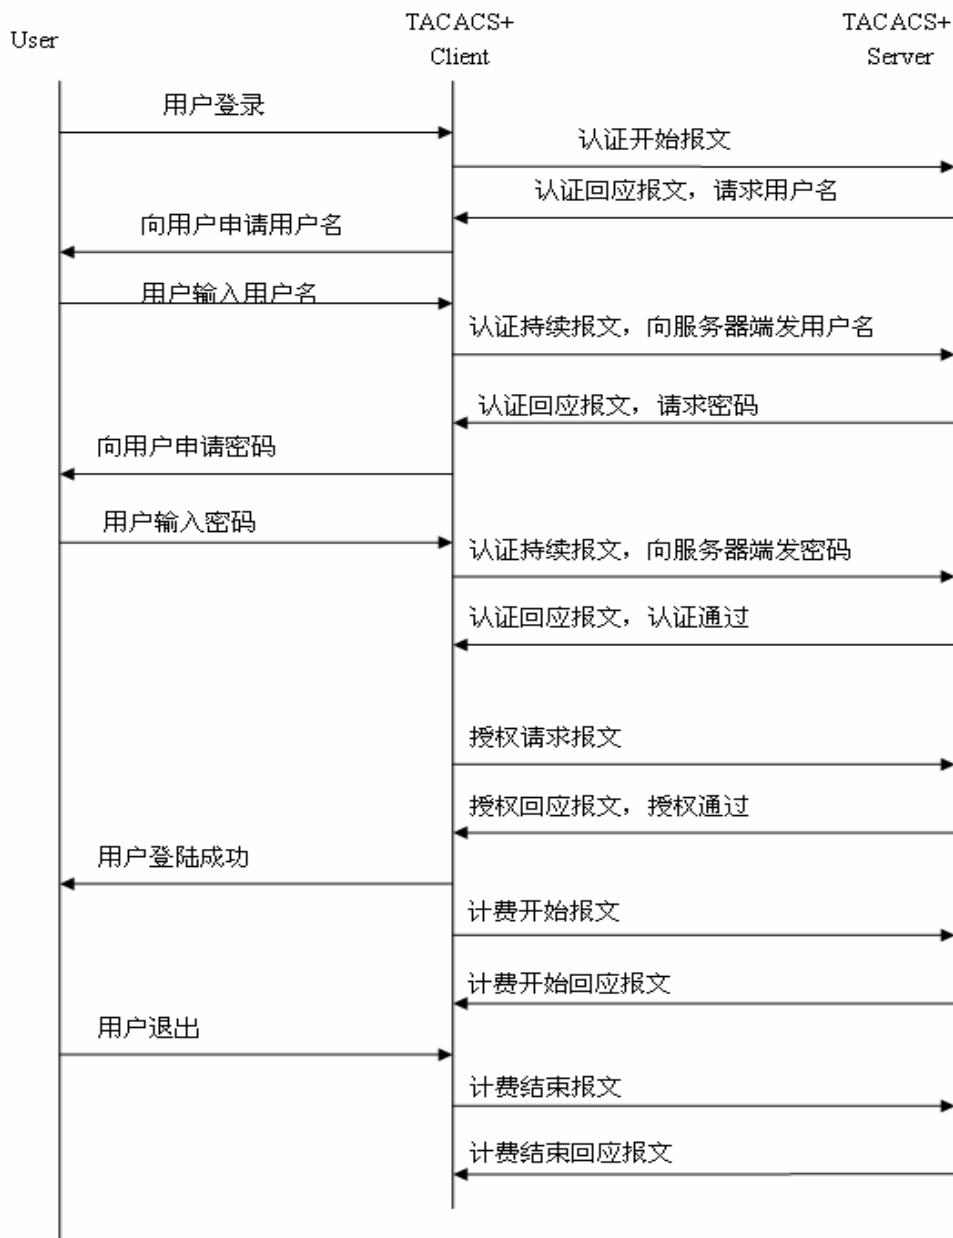 User
TACACS+
Client
TACACS+
Server
用户登录
认证开始报文
认证回应报文，请求用户名
向用户申请用户名
用户输入用户名
认证持续报文，向服务器端发用户名
认证回应报文，请求密码
向用户申请密码
用户输入密码
认证持续报文，向服务器端发密码
认证回应报文，认证通过
授权请求报文
授权回应报文，授权通过
用户登陆成功
计费开始报文
计费开始回应报文
用户退出
计费结束报文
计费结束回应报文